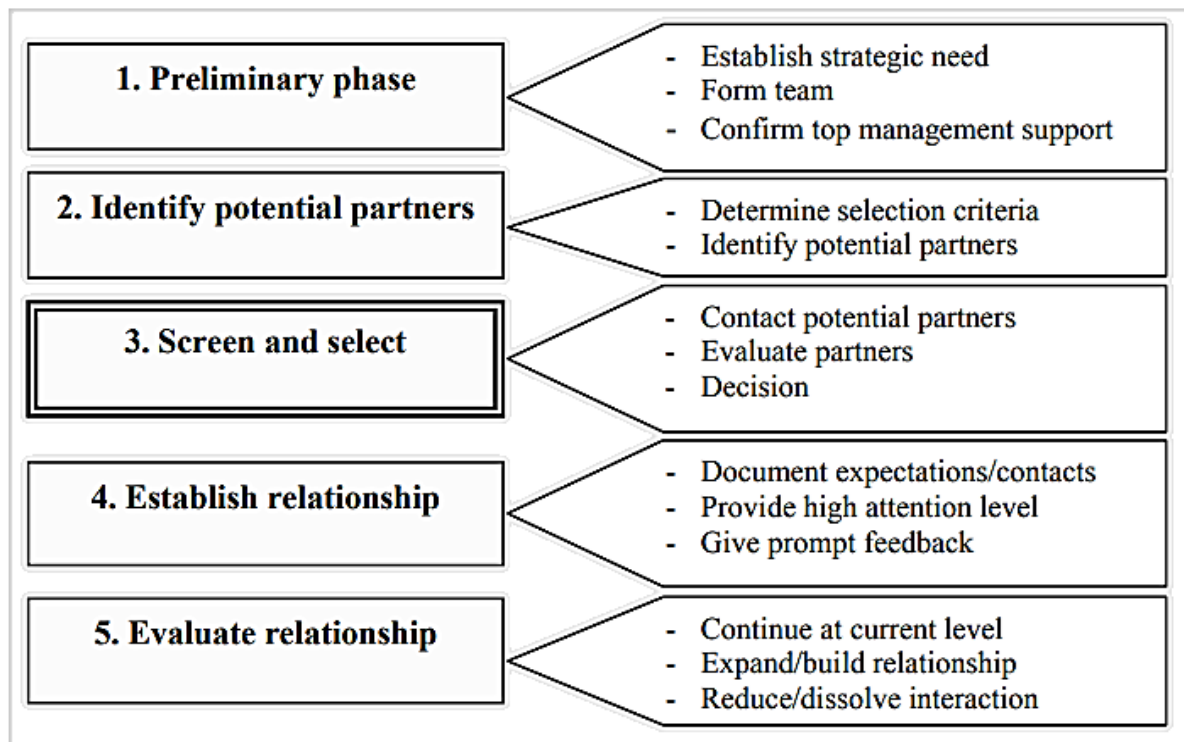 1. Preliminary phase
- Establish strategic need
- Form team
- Confirm top management support
2. Identify potential partners
- Determine selection criteria
- Identify potential partners
3. Screen and select
- Contact potential partners
- Evaluate partners
- Decision
4. Establish relationship
- Document expectations/contacts
- Provide high attention level
- Give prompt feedback
5. Evaluate relationship
- Continue at current level
- Expand/build relationship
- Reduce/dissolve interaction